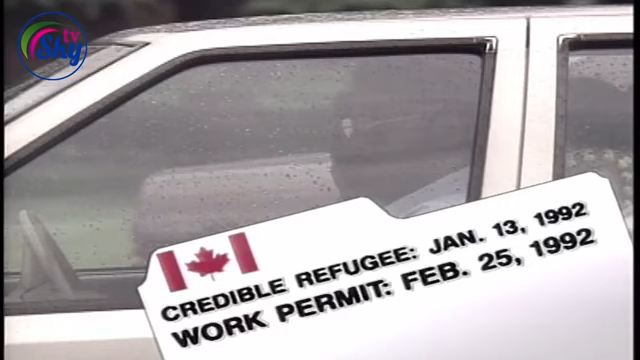 Sky tv
CREDIBLE REFUGEE: JAN. 13, 1992
WORK PERMIT: FEB. 25, 1992